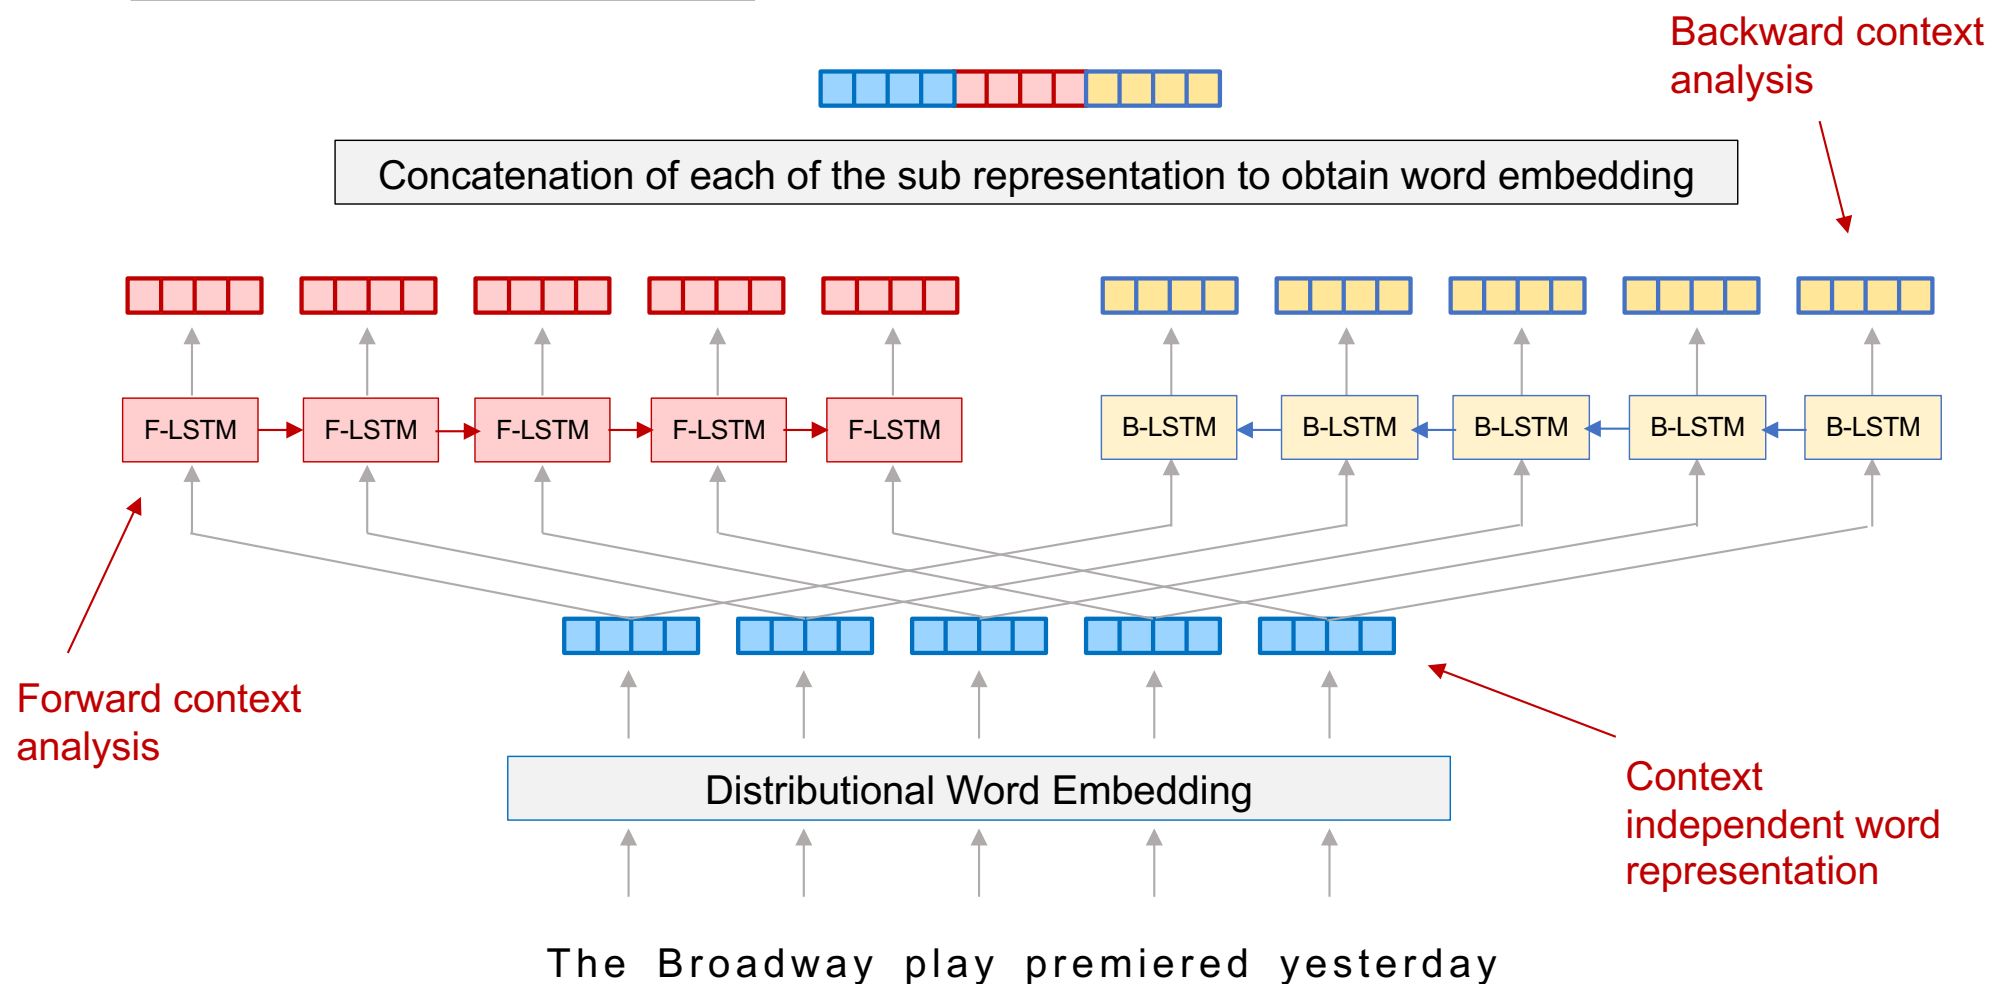 Backward context
analysis
Concatenation of each of the sub representation to obtain word embedding
F-LSTM F-LSTM F-LSTM F-LSTM F-LSTM B-LSTM B-LSTM B-LSTM B-LSTM B-LSTM
Forward context
analysis
Distributional Word Embedding
Context
independent word
representation
The Broadway play premiered yesterday